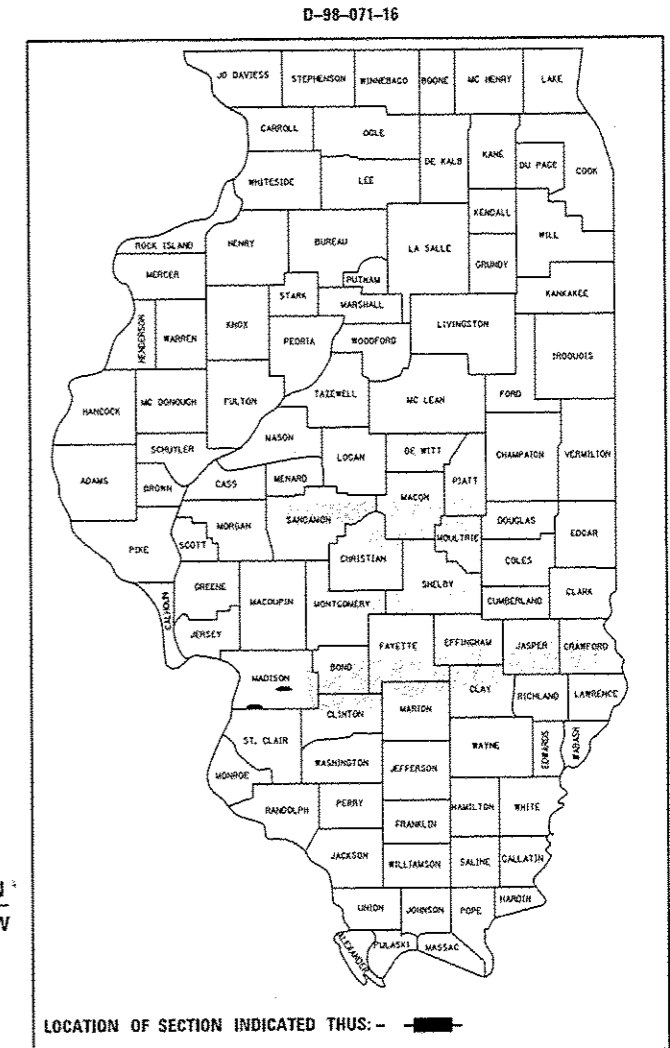 D-98-071-16
JO DAVIESS STEPHENSON WINNEBAGO BOONE MC HENRY LAKE
CARROLL OGLE DE KALB KANE DU PAGE COOK
WHITESIDE LEE KENDALL WILL
ROCK ISLAND HENRY BUREAU LA SALLE GRUNDY
MERCER PUTNAM KANKAKEE
STARK MARSHALL LIVINGSTON
HENDERSON WARREN KNOX PEORIA WOODFORD IROQUOIS
HANCOCK MC DONOUGH FULTON TAZEWELL MC LEAN FORD
MASON
SCHUYLER LOGAN DE WITT CHAMPAIGN VERMILION
ADAMS BROWN CASS MENARD MACON PIATT
PIKE SCOTT MORGAN SANGAMON MOULTRIE DOUGLAS EDGAR
CHRISTIAN COLES
CALHOUN GREENE MACOUPIN MONTGOMERY SHELBY CUMBERLAND CLARK
JERSEY FAYETTE EFFINGHAM JASPER CRAWFORD
MADISON BOND CLAY RICHLAND LAWRENCE
CLINTON MARION
ST. CLAIR WAYNE EDWARDS WABASH
MONROE WASHINGTON JEFFERSON
RANDOLPH PERRY HAMILTON WHITE
FRANKLIN
JACKSON WILLIAMSON SALINE GALLATIN
UNION JOHNSON POPE HARDIN
ALEXANDER PULASKI MASSAC
LOCATION OF SECTION INDICATED THUS: -